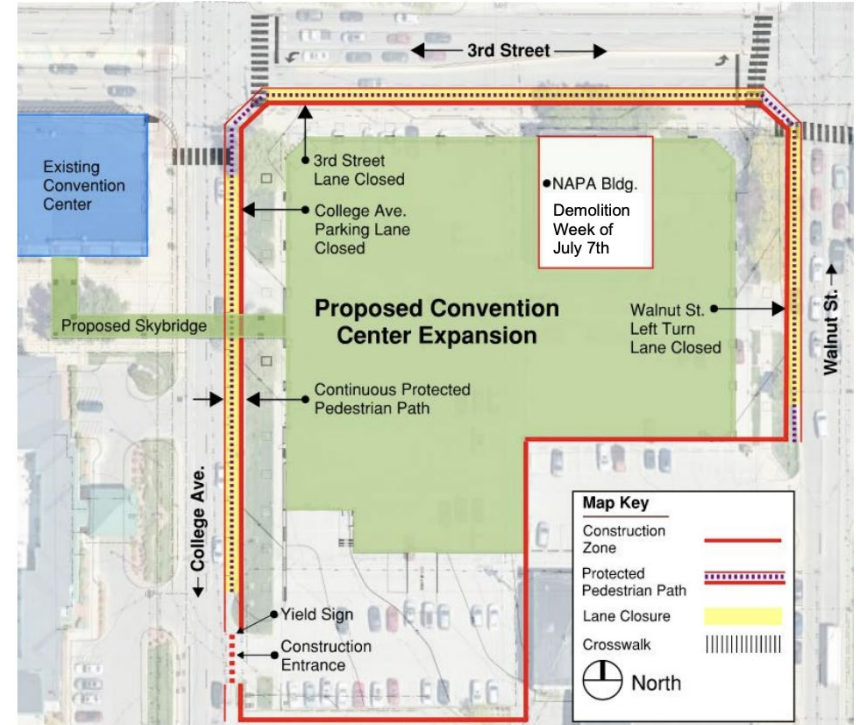 3rd Street
Existing
Convention
Center
3rd Street
Lane Closed
College Ave.
Parking Lane
Closed
NAPA Bldg.
Demolition
Week of
July 7th
Proposed Skybridge
Proposed Convention
Center Expansion
Walnut St.
Left Turn
Lane Closed
Walnut St.
Continuous Protected
Pedestrian Path
College Ave.
Yield Sign
Construction
Entrance
Map Key
Construction
Zone
Protected
Pedestrian Path
Lane Closure
Crosswalk
North